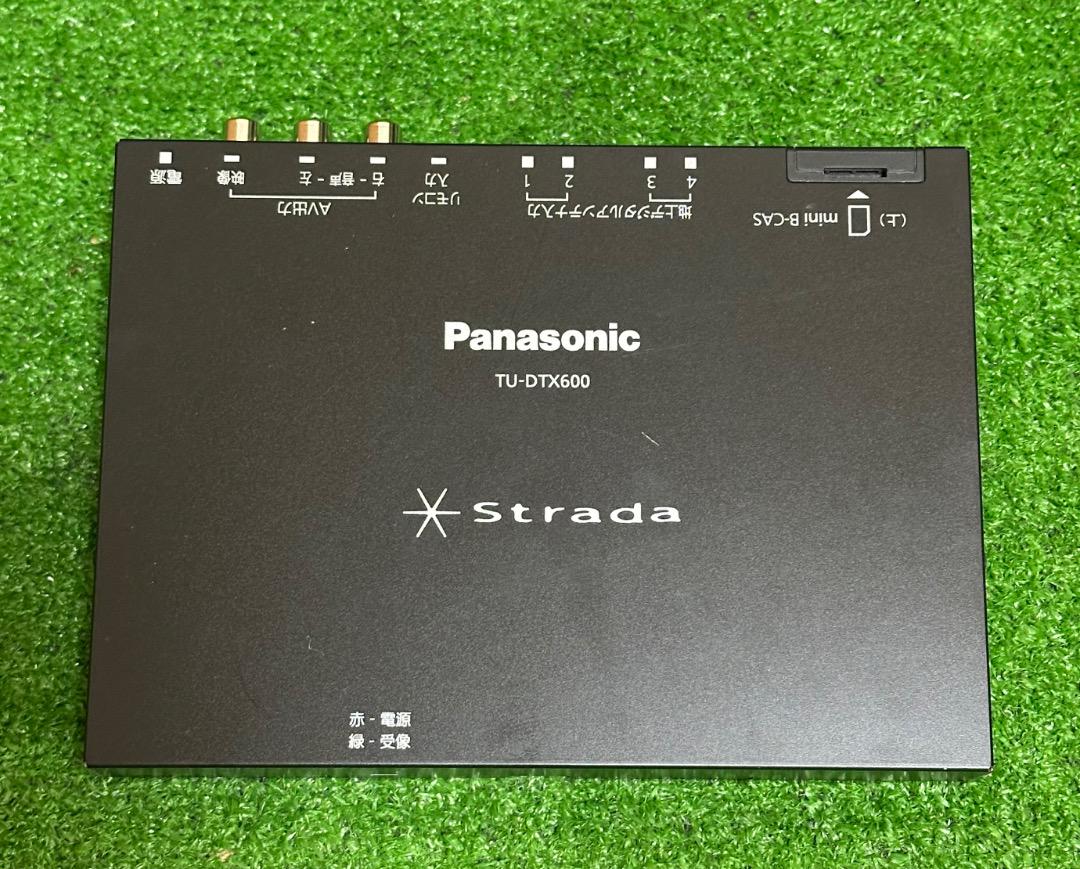 電源
映像
左 - 音声 - 右
AV出力
リモコン
入力
1
2
3
4
地上デジタルアンテナ入力
(上)
mini B-CAS
Panasonic
TU-DTX600
Strada
赤 - 電源
緑 - 受像